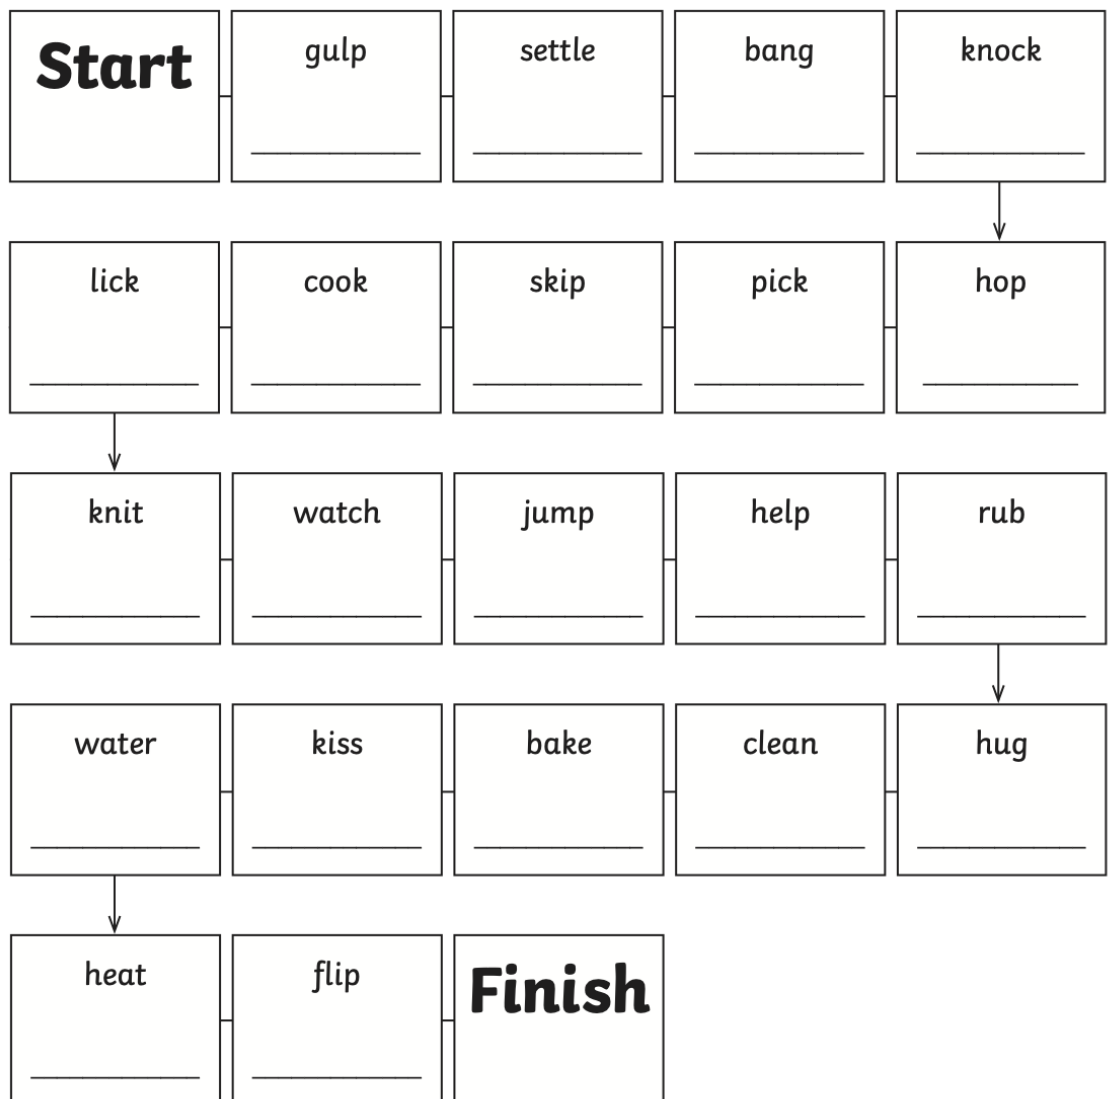 Start gulp settle bang knock
lick cook skip pick hop
knit watch jump help rub
water kiss bake clean hug
heat flip Finish